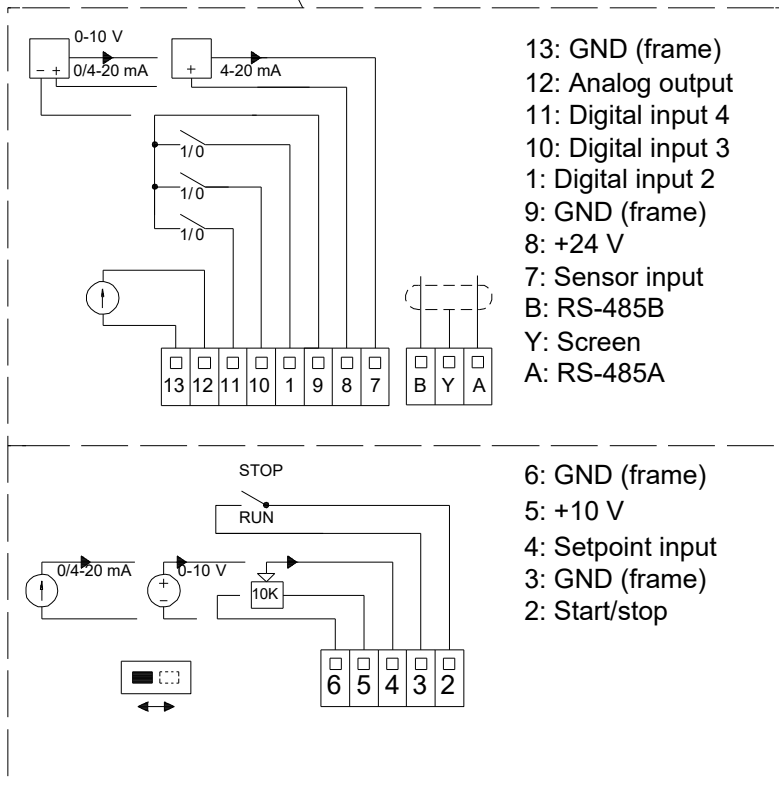 0-10 V
- +
0/4-20 mA
+
4-20 mA
1/0
1/0
1/0
13 12 11 10 1 9 8 7
B Y A
13: GND (frame)
12: Analog output
11: Digital input 4
10: Digital input 3
1: Digital input 2
9: GND (frame)
8: +24 V
7: Sensor input
B: RS-485B
Y: Screen
A: RS-485A
STOP
RUN
0/4-20 mA
+
-
0-10 V
10K
6 5 4 3 2
6: GND (frame)
5: +10 V
4: Setpoint input
3: GND (frame)
2: Start/stop